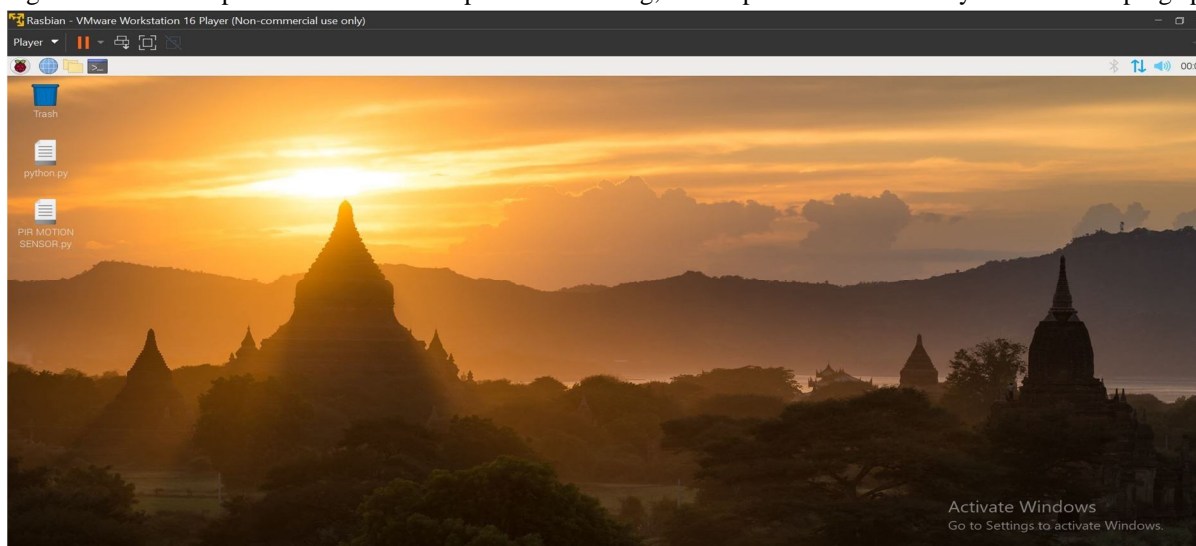 Rasbian - VMware Workstation 16 Player (Non-commercial use only)
Player
Trash
python.py
PIR MOTION
SENSOR.py
Activate Windows
Go to Settings to activate Windows.